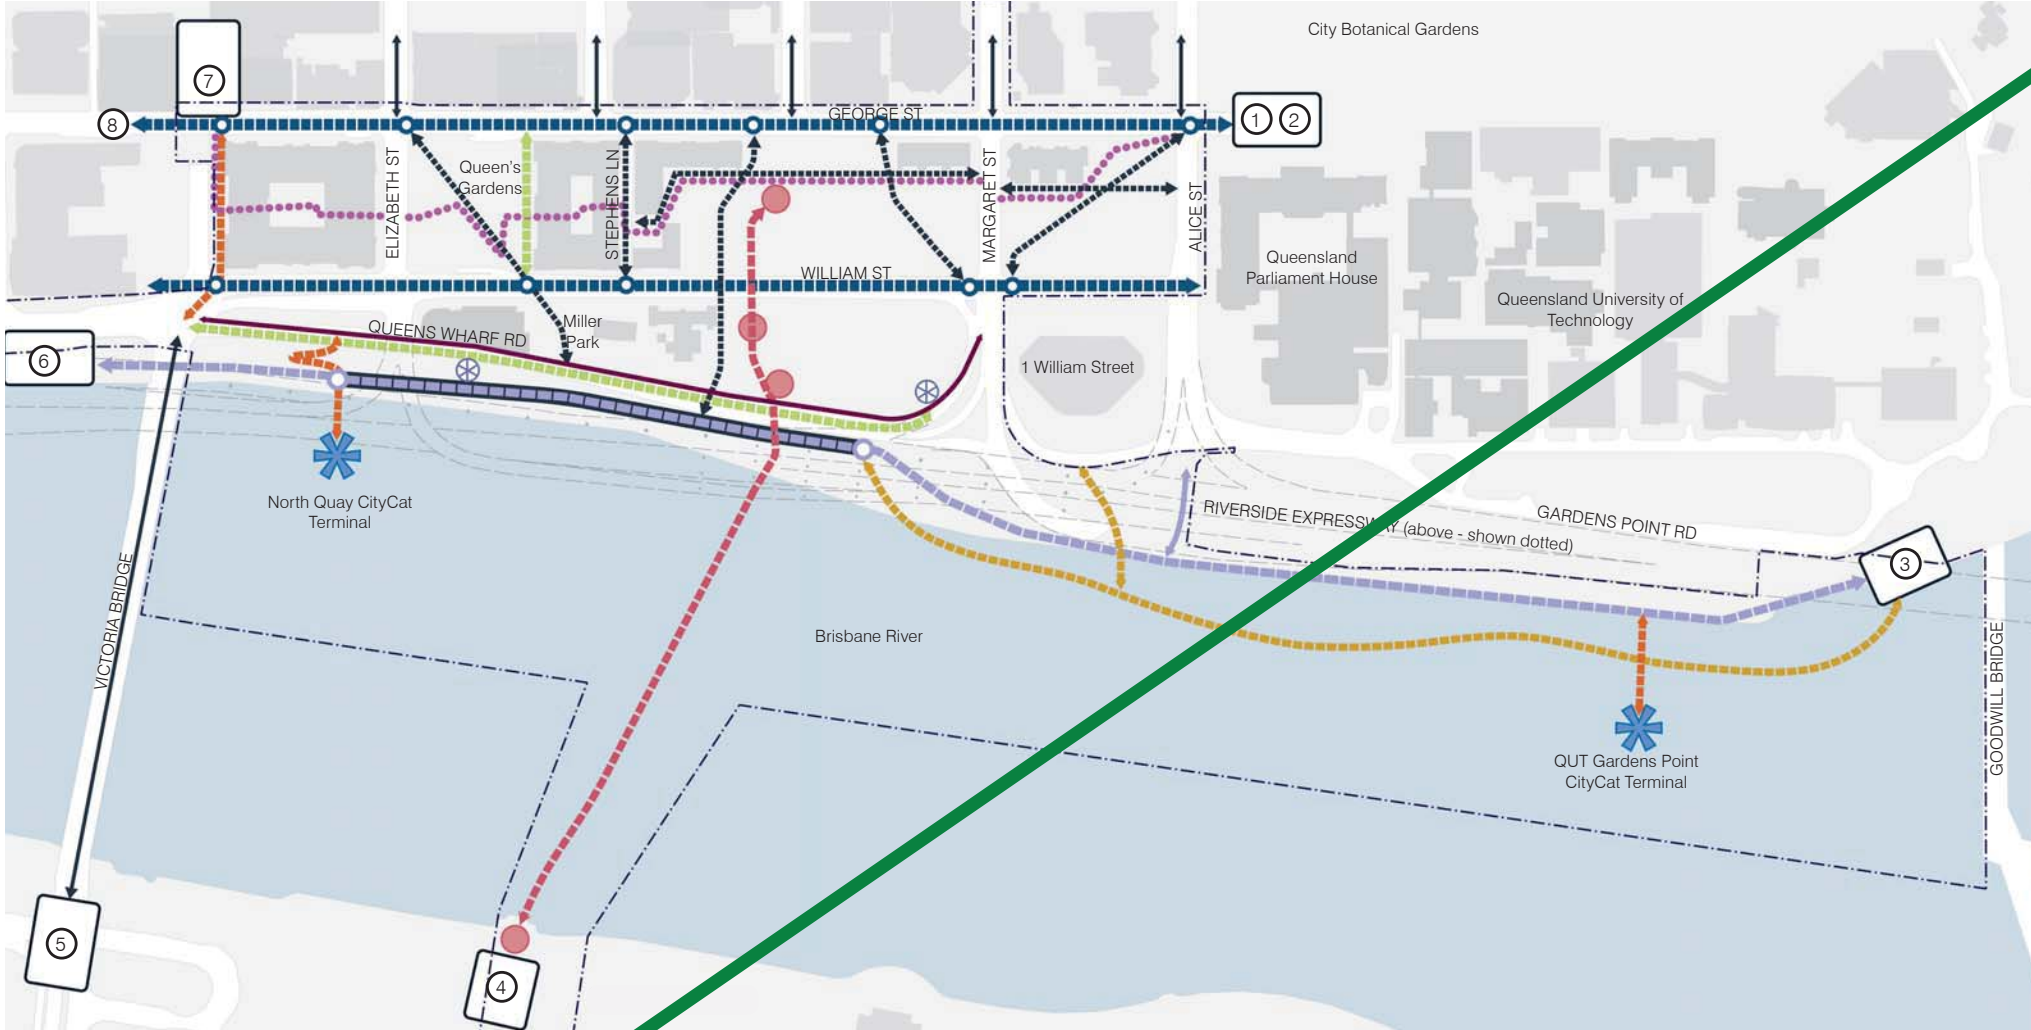 City Botanical Gardens
7
8
GEORGE ST
1 2
ELIZABETH ST
Queen's
Gardens
STEPHENS LN
MARGARET ST
ALICE ST
Queensland
Parliament House
WILLIAM ST
Queensland University of
Technology
QUEENS WHARF RD
Miller
Park
6
1 William Street
North Quay CityCat
Terminal
RIVERSIDE EXPRESSWAY (above - shown dotted)
GARDENS POINT RD
3
VICTORIA BRIDGE
Brisbane River
GOODWILL BRIDGE
QUT Gardens Point
CityCat Terminal
5
4